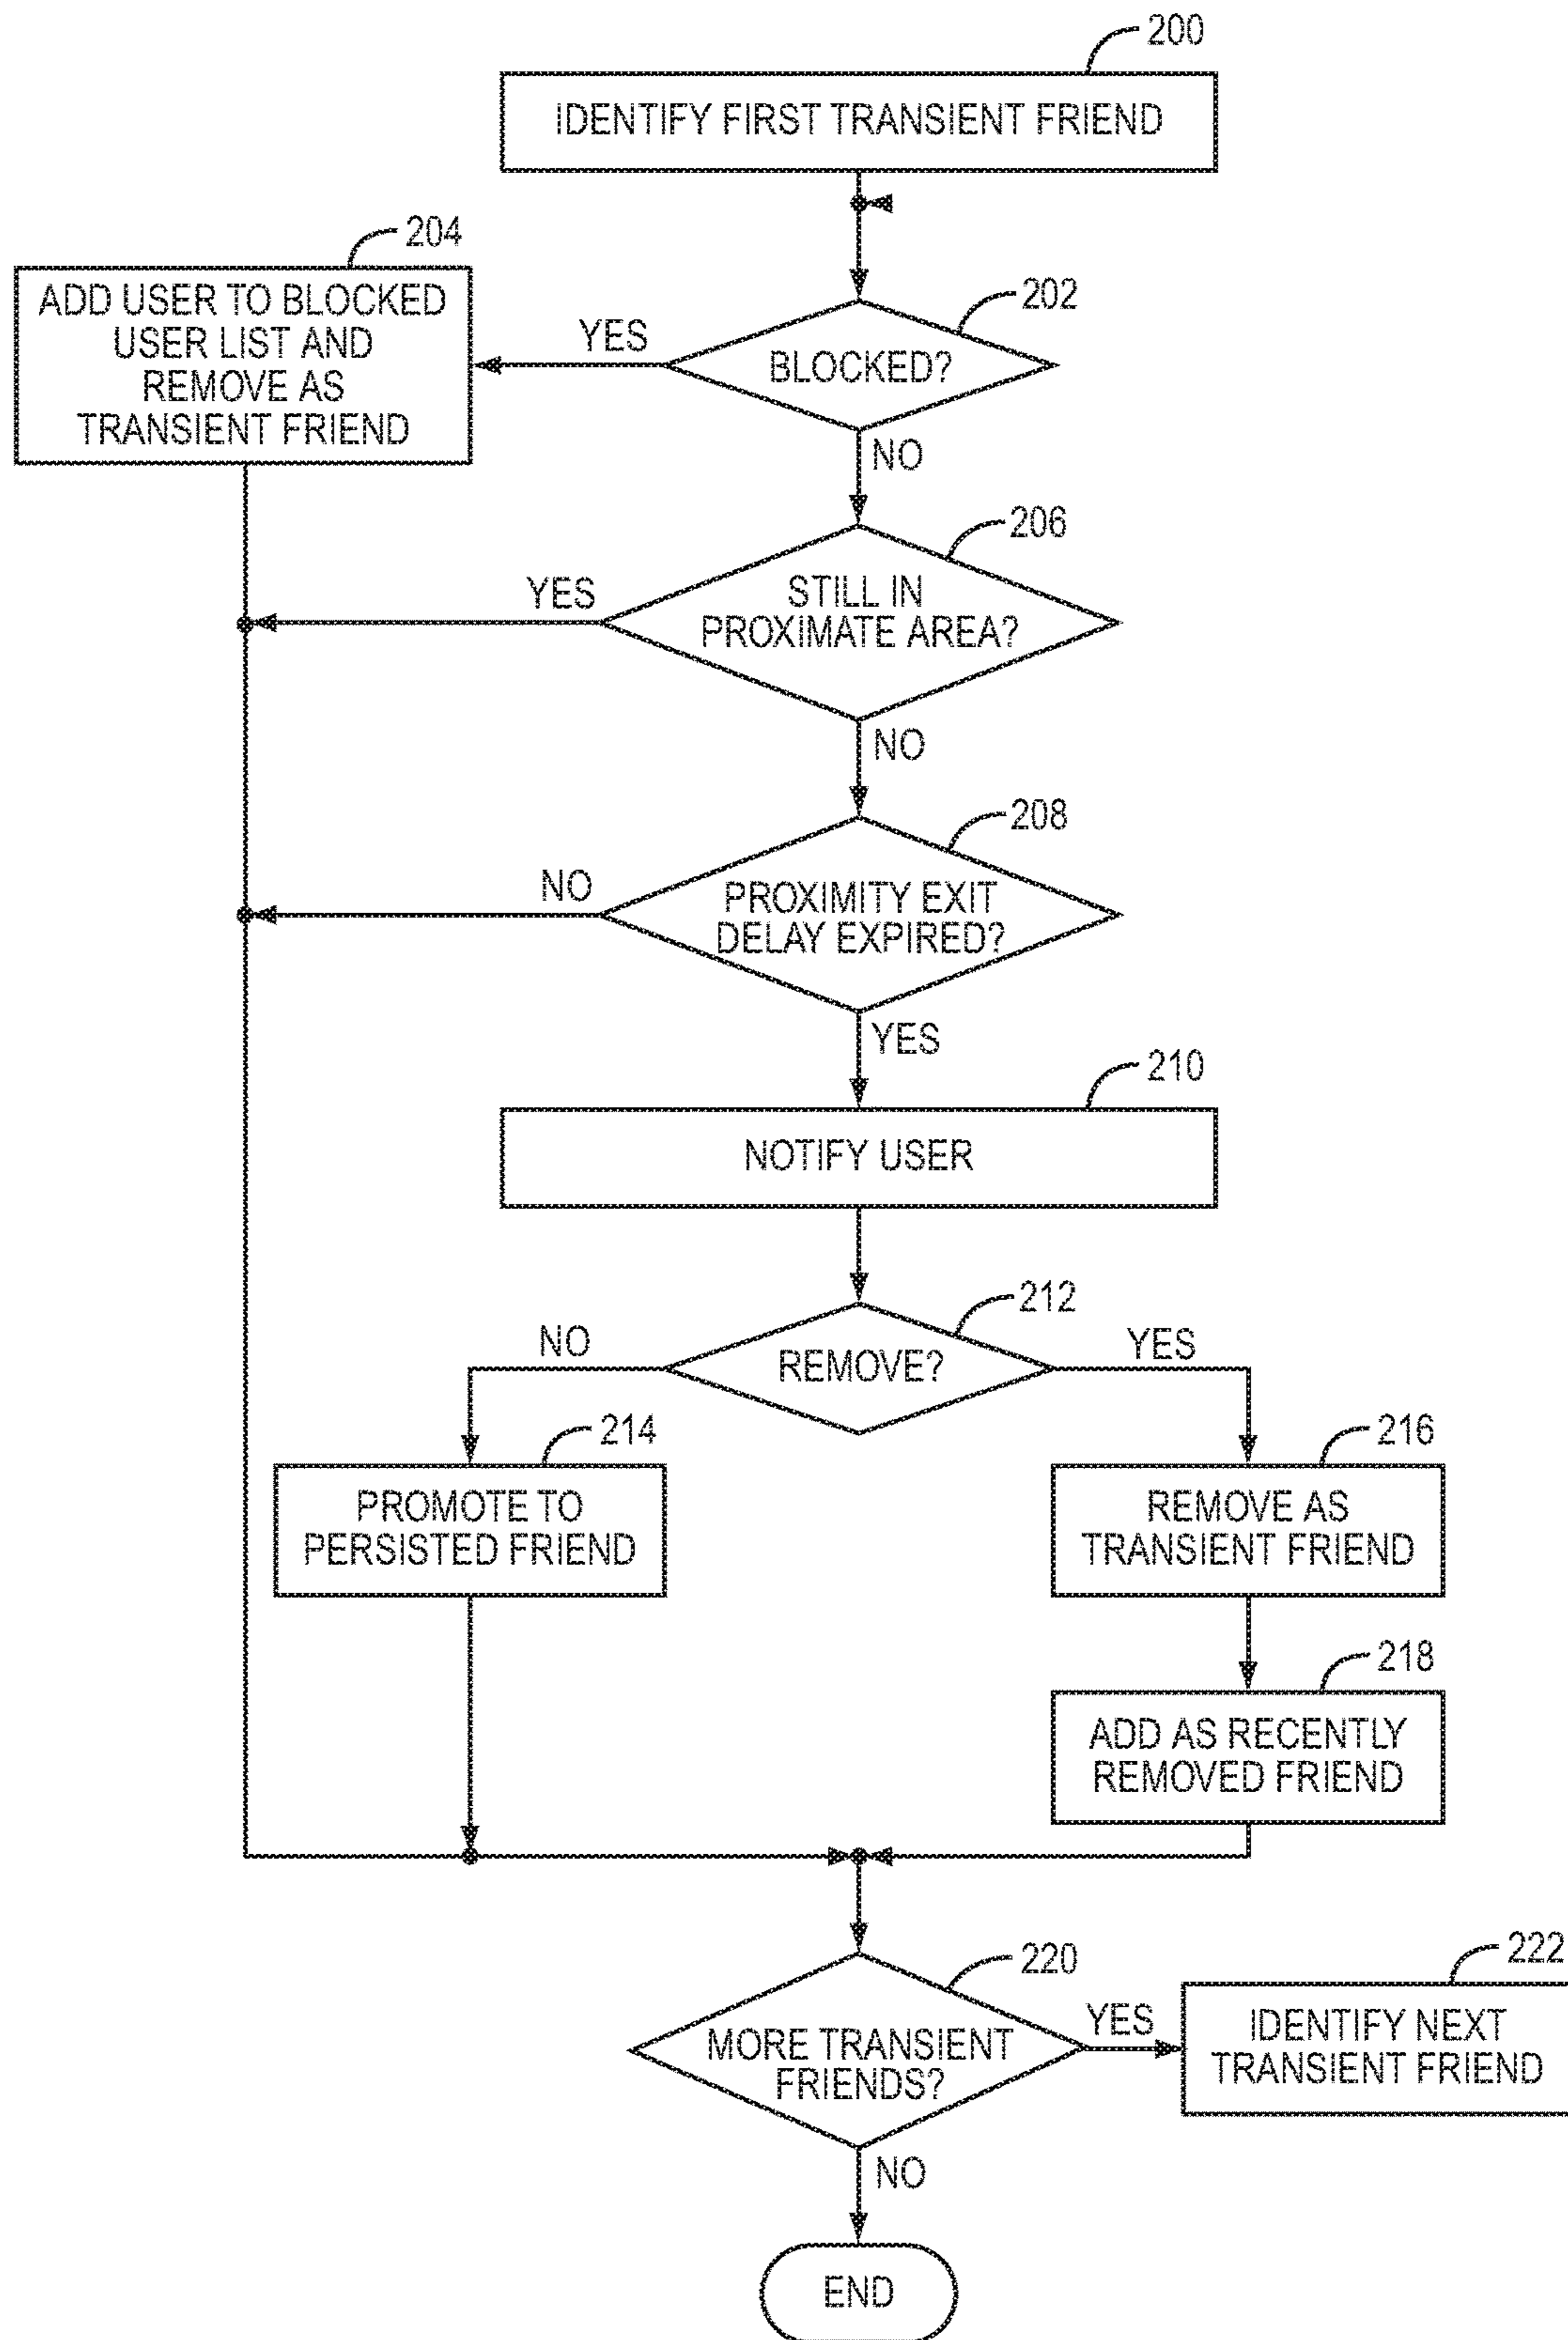 200
IDENTIFY FIRST TRANSIENT FRIEND
204
ADD USER TO BLOCKED
USER LIST AND
REMOVE AS
TRANSIENT FRIEND
YES
202
BLOCKED?
NO
206
YES
STILL IN
PROXIMATE AREA?
NO
208
NO
PROXIMITY EXIT
DELAY EXPIRED?
YES
210
NOTIFY USER
212
NO
REMOVE?
YES
214
PROMOTE TO
PERSISTED FRIEND
216
REMOVE AS
TRANSIENT FRIEND
218
ADD AS RECENTLY
REMOVED FRIEND
220
MORE TRANSIENT
FRIENDS?
YES
222
IDENTIFY NEXT
TRANSIENT FRIEND
NO
END